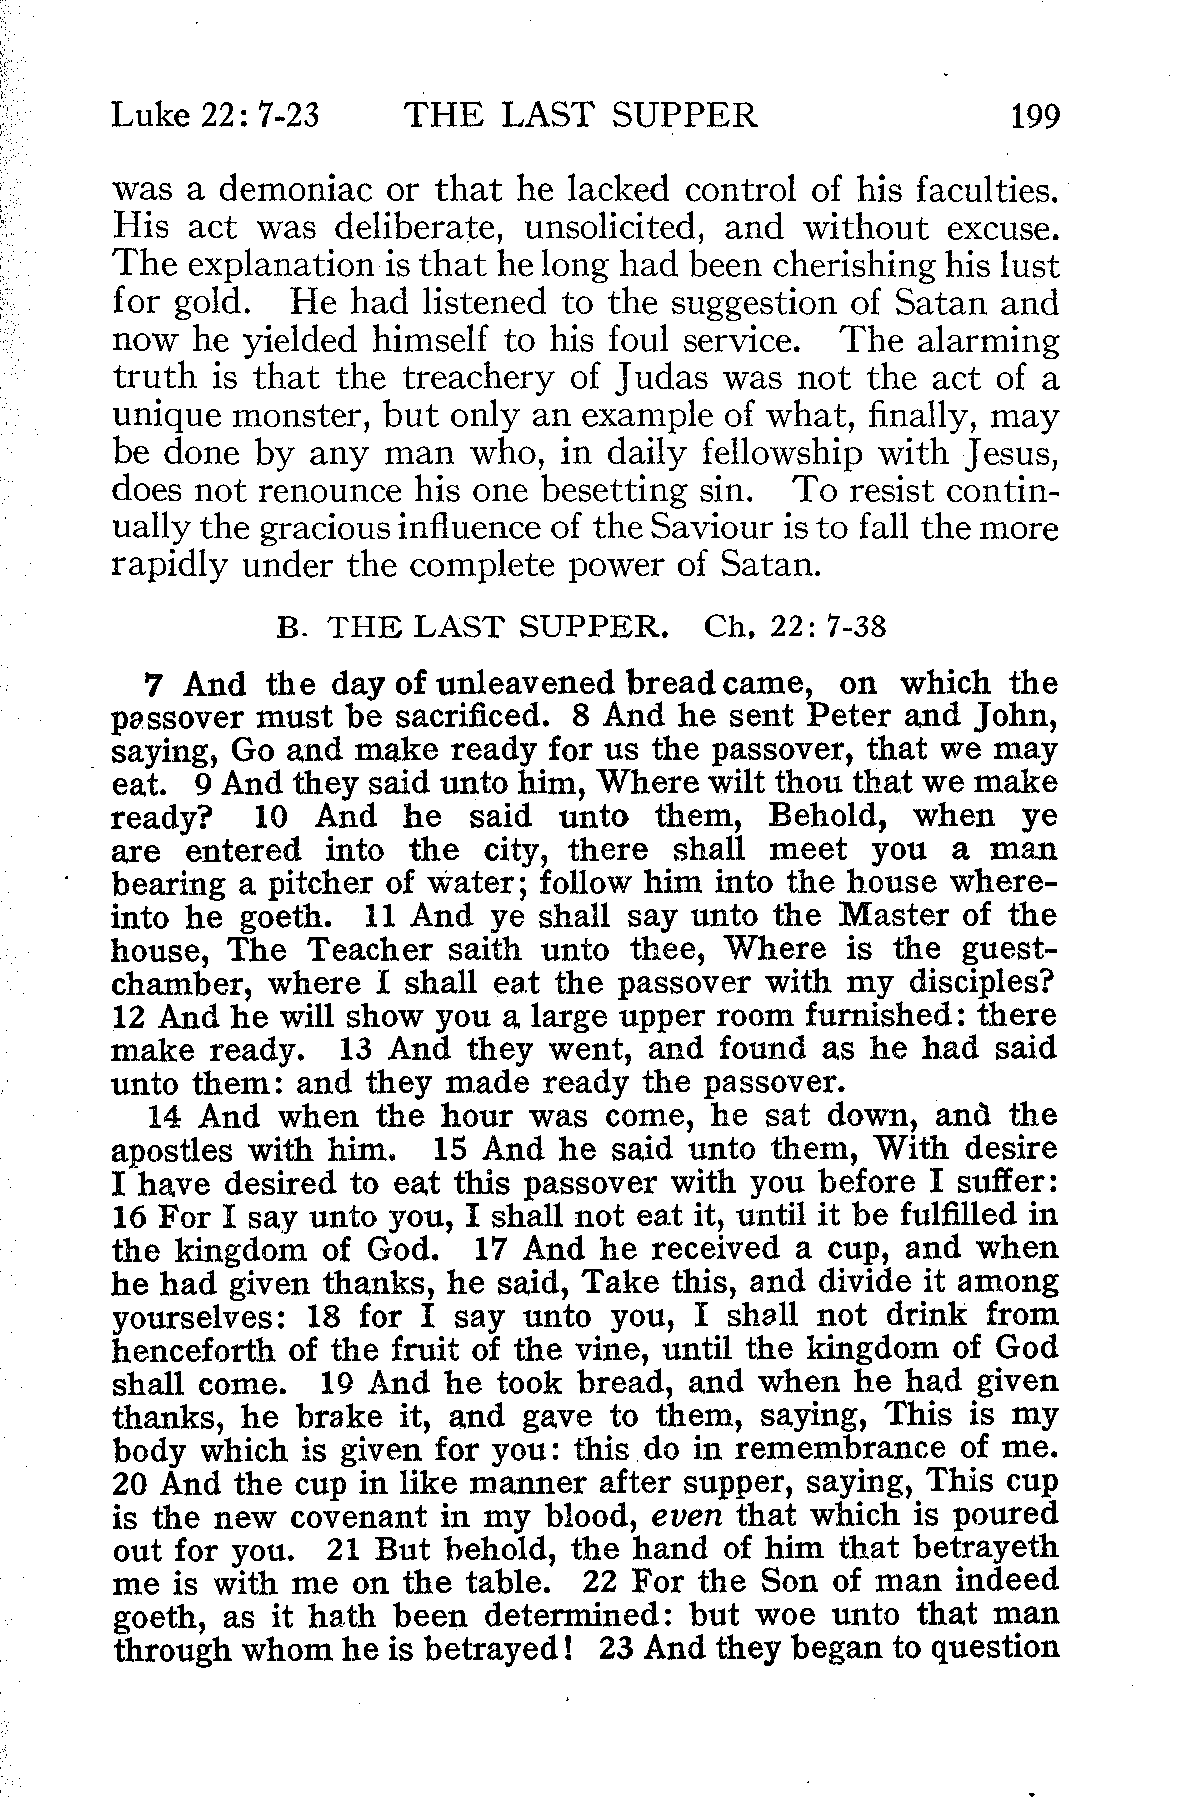 Luke 22: 7-23 THE LAST SUPPER 199
was a demoniac or that he lacked control of his faculties.
His act was deliberate, unsolicited, and without excuse.
The explanation is that he long had been cherishing his lust
for gold. He had listened to the suggestion of Satan and
now he yielded himself to his foul service. The alarming
truth is that the treachery of Judas was not the act of a
unique monster, but only an example of what, finally, may
be done by any man who, in daily fellowship with Jesus,
does not renounce his one besetting sin. To resist contin-
ually the gracious influence of the Saviour is to fall the more
rapidly under the complete power of Satan.
B. THE LAST SUPPER. Ch, 22: 7-38
7 And the day of unleavened bread came, on which the
passover must be sacrificed. 8 And he sent Peter and John,
saying, Go and make ready for us the passover, that we may
eat. 9 And they said unto him, Where wilt thou that we make
ready? 10 And he said unto them, Behold, when ye
are entered into the city, there shall meet you a man
bearing a pitcher of water; follow him into the house where-
into he goeth. 11 And ye shall say unto the Master of the
house, The Teacher saith unto thee, Where is the guest-
chamber, where I shall eat the passover with my disciples?
12 And he will show you a large upper room furnished: there
make ready. 13 And they went, and found as he had said
unto them: and they made ready the passover.
14 And when the hour was come, he sat down, and the
apostles with him. 15 And he said unto them, With desire
I have desired to eat this passover with you before I suffer:
16 For I say unto you, I shall not eat it, until it be fulfilled in
the kingdom of God. 17 And he received a cup, and when
he had given thanks, he said, Take this, and divide it among
yourselves: 18 for I say unto you, I shall not drink from
henceforth of the fruit of the vine, until the kingdom of God
shall come. 19 And he took bread, and when he had given
thanks, he brake it, and gave to them, saying, This is my
body which is given for you: this do in remembrance of me.
20 And the cup in like manner after supper, saying, This cup
is the new covenant in my blood, even that which is poured
out for you. 21 But behold, the hand of him that betrayeth
me is with me on the table. 22 For the Son of man indeed
goeth, as it hath been determined: but woe unto that man
through whom he is betrayed! 23 And they began to question